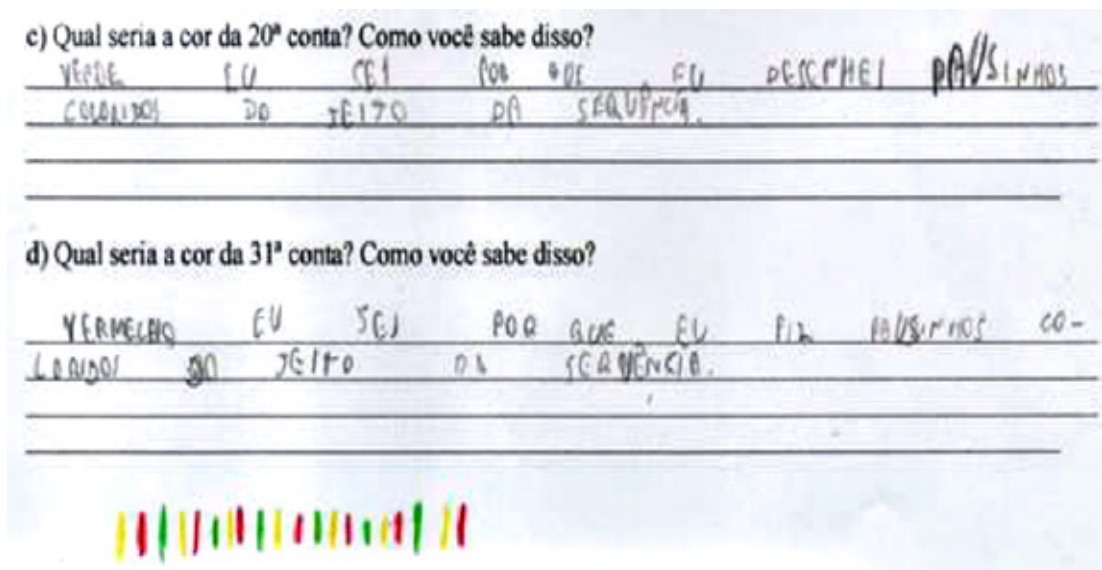 c) Qual seria a cor da 20ª conta? Como você sabe disso?
VERDE EU SEI POR QUE EU DESENHEI PAUSINHOS
COLORIDOS DO JEITO DA SEQUÊNCIA.
d) Qual seria a cor da 31ª conta? Como você sabe disso?
VERMELHO EU SEI POR QUE EU FIZ PAUSINHOS CO-
LORIDOS DO JEITO DA SEQUÊNCIA.